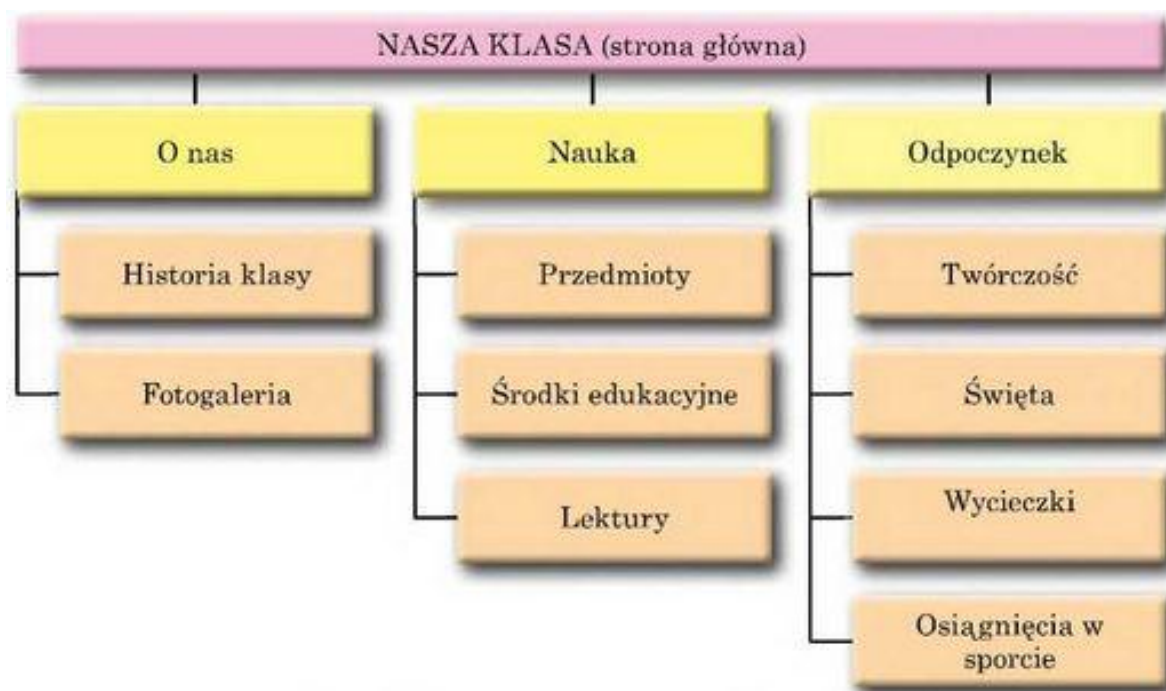 NASZA KLASA (strona główna)
O nas
Historia klasy
Fotogaleria
Nauka
Przedmioty
Środki edukacyjne
Lektury
Odpoczynek
Twórczość
Święta
Wycieczki
Osiągnięcia w
sporcie